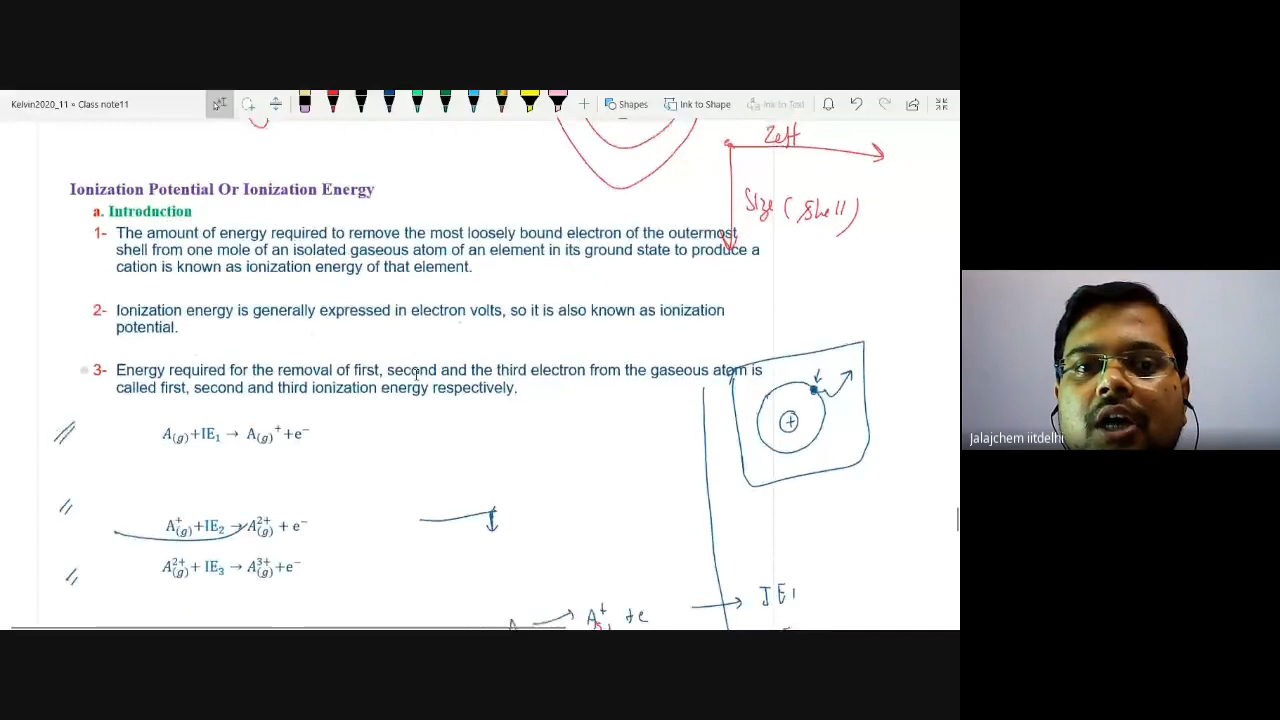 Kelvin2020_11 » Class note11
Shapes
Ink to Shape
Ink to Text
Zeff
Size (Shell)
Ionization Potential Or Ionization Energy
a. Introduction
1- The amount of energy required to remove the most loosely bound electron of the outermost
shell from one mole of an isolated gaseous atom of an element in its ground state to produce a
cation is known as ionization energy of that element.
2- Ionization energy is generally expressed in electron volts, so it is also known as ionization
potential.
3- Energy required for the removal of first, second and the third electron from the gaseous atom is
called first, second and third ionization energy respectively.
A(g)+IE₁ → A(g)⁺ +e⁻
+
A⁺(g)+IE₂ → A²⁺(g) + e⁻
A²⁺(g)+ IE₃ → A³⁺(g)+e⁻
A⁺ +e → IE1
Jalajchem iitdelhi